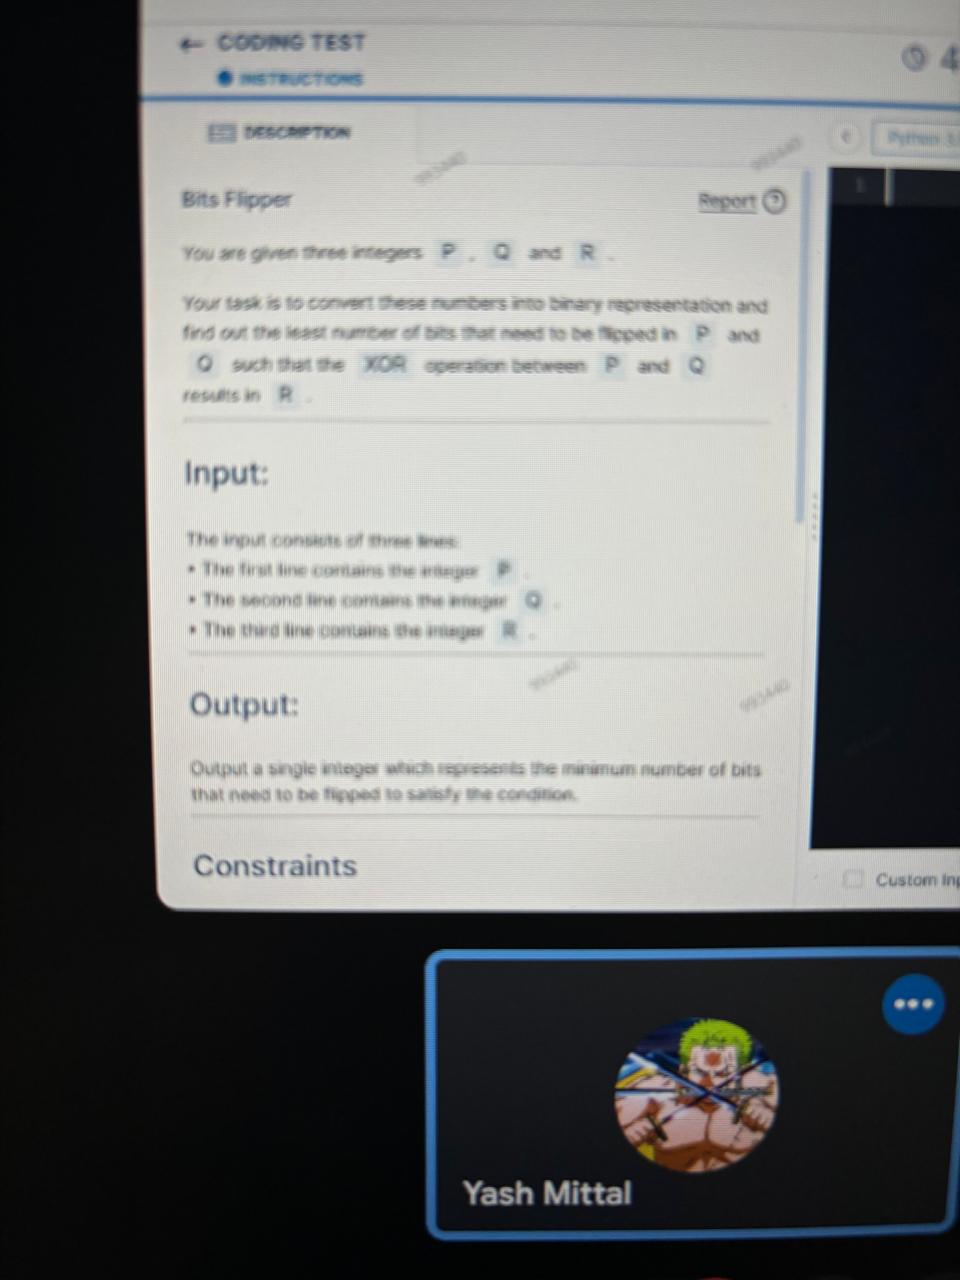 ← CODING TEST
4
INSTRUCTIONS
DESCRIPTION
Python 3
993440
993440
1
Bits Flipper
Report ?
You are given three integers P , Q and R .
Your task is to convert these numbers into binary representation and
find out the least number of bits that need to be flipped in P and
Q such that the XOR operation between P and Q
results in R .
Input:
The input consists of three lines:
• The first line contains the integer P .
• The second line contains the integer Q .
• The third line contains the integer R .
993440
993440
Output:
Output a single integer which represents the minimum number of bits
that need to be flipped to satisfy the condition.
Constraints
Custom Inp
Yash Mittal